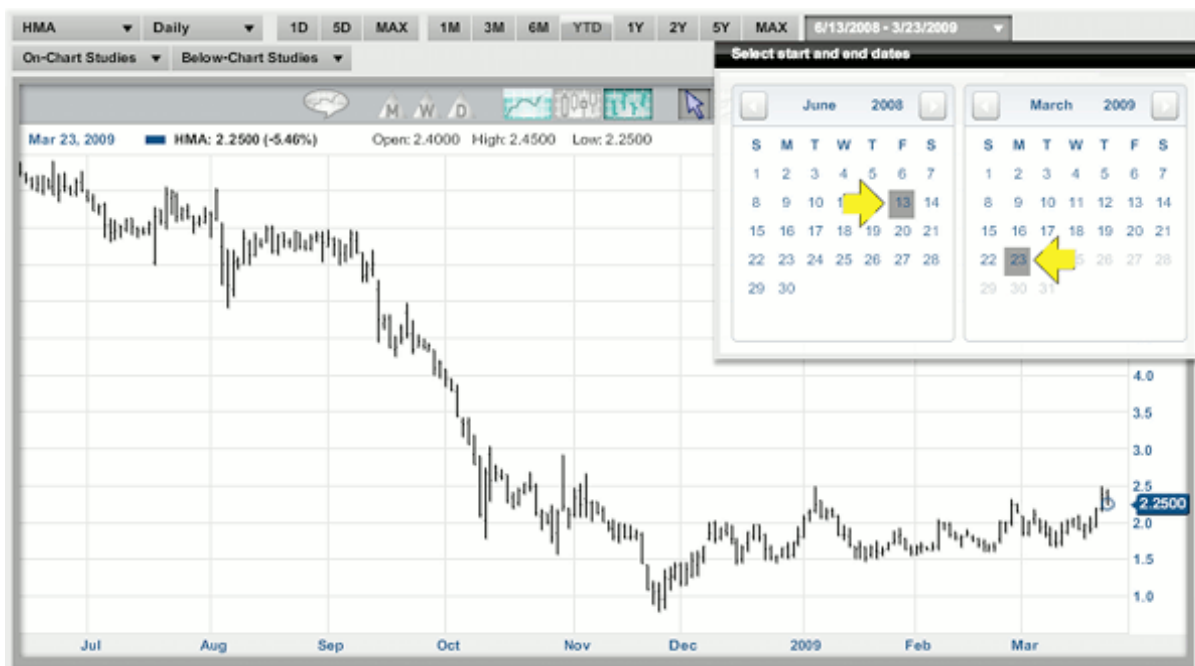 HMA Daily 1D 5D MAX 1M 3M 6M YTD 1Y 2Y 5Y MAX 6/13/2008 - 3/23/2009
On-Chart Studies Below-Chart Studies
Select start and end dates
M W D
Mar 23, 2009 HMA: 2.2500 (-5.46%) Open: 2.4000 High: 2.4500 Low: 2.2500
June 2008
S M T W T F S
1 2 3 4 5 6 7
8 9 10 13 14
15 16 17 18 19 20 21
22 23 24 25 26 27 28
29 30
March 2009
S M T W T F S
1 2 3 4 5 6 7
8 9 10 11 12 13 14
15 16 17 18 19 20 21
22 23 26 27 28
29 30 31
4.0
3.5
3.0
2.5
2.2500
2.0
1.5
1.0
Jul Aug Sep Oct Nov Dec 2009 Feb Mar